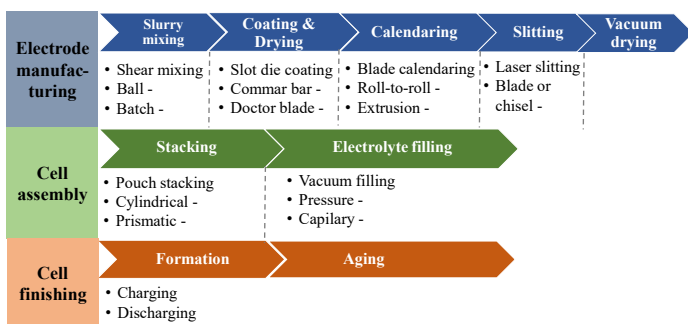 Electrode
manufac-
turing
Slurry
mixing
Coating &
Drying
Calendaring
Slitting
Vacuum
drying
• Shear mixing
• Ball -
• Batch -
• Slot die coating
• Commar bar -
• Doctor blade -
• Blade calendaring
• Roll-to-roll -
• Extrusion -
• Laser slitting
• Blade or
chisel -
Cell
assembly
Stacking
Electrolyte filling
• Pouch stacking
• Cylindrical -
• Prismatic -
• Vacuum filling
• Pressure -
• Capilary -
Cell
finishing
Formation
Aging
• Charging
• Discharging